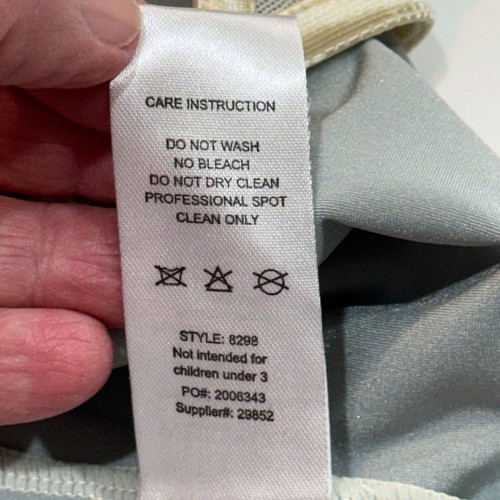 CARE INSTRUCTION
DO NOT WASH
NO BLEACH
DO NOT DRY CLEAN
PROFESSIONAL SPOT
CLEAN ONLY
STYLE: 8298
Not intended for
children under 3
PO#: 2006343
Supplier#: 29852